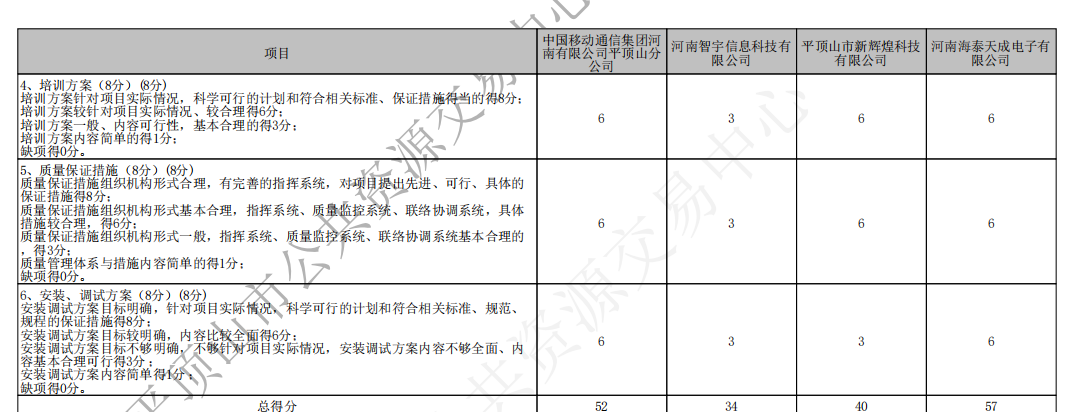 项目
中国移动通信集团河
南有限公司平顶山分
公司
河南智宇信息科技有
限公司
平顶山市新辉煌科技
有限公司
河南海泰天成电子有
限公司
4、培训方案（8分）(8分)
培训方案针对项目实际情况，科学可行的计划和符合相关标准、保证措施得当的得8分；
培训方案较针对项目实际情况、较合理得6分；
培训方案一般、内容可行性，基本合理的得3分；
培训方案内容简单的得1分；
缺项得0分。
6
3
6
6
5、质量保证措施（8分）(8分)
质量保证措施组织机构形式合理，有完善的指挥系统，对项目提出先进、可行、具体的
保证措施得8分；
质量保证措施组织机构形式基本合理，指挥系统、质量监控系统、联络协调系统，具体
措施较合理，得6分；
质量保证措施组织机构形式一般，指挥系统、质量监控系统、联络协调系统基本合理的
，得3分；
质量管理体系与措施内容简单的得1分；
缺项得0分。
6
3
6
6
6、安装、调试方案（8分）(8分)
安装调试方案目标明确，针对项目实际情况，科学可行的计划和符合相关标准、规范、
规程的保证措施得8分；
安装调试方案目标较明确，内容比较全面得6分；
安装调试方案目标不够明确，不够针对项目实际情况，安装调试方案内容不够全面、内
容基本合理可行得3分；
安装调试方案内容简单得1分；
缺项得0分。
6
3
3
6
总得分
52
34
40
57
平顶山市公共资源交易中心
共资源交易中心